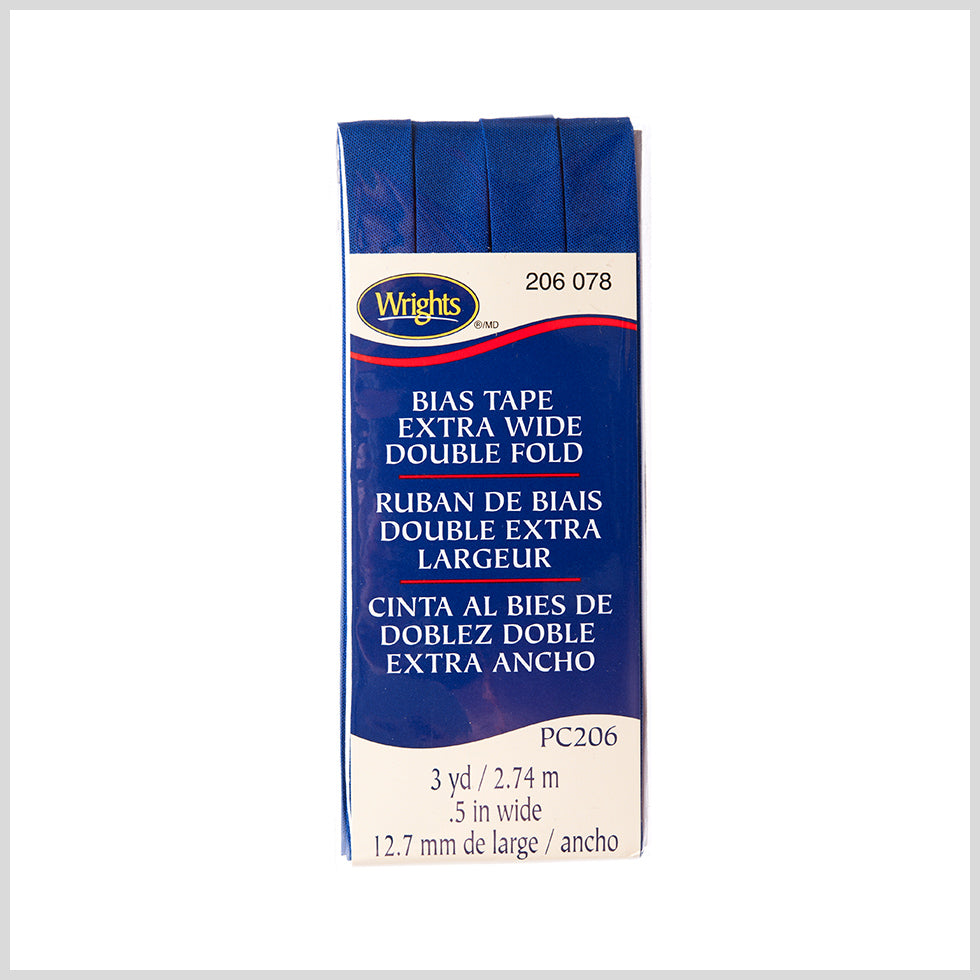 Wrights
®/MD
206 078
BIAS TAPE
EXTRA WIDE
DOUBLE FOLD
RUBAN DE BIAIS
DOUBLE EXTRA
LARGEUR
CINTA AL BIES DE
DOBLEZ DOBLE
EXTRA ANCHO
PC206
3 yd / 2.74 m
.5 in wide
12.7 mm de large / ancho